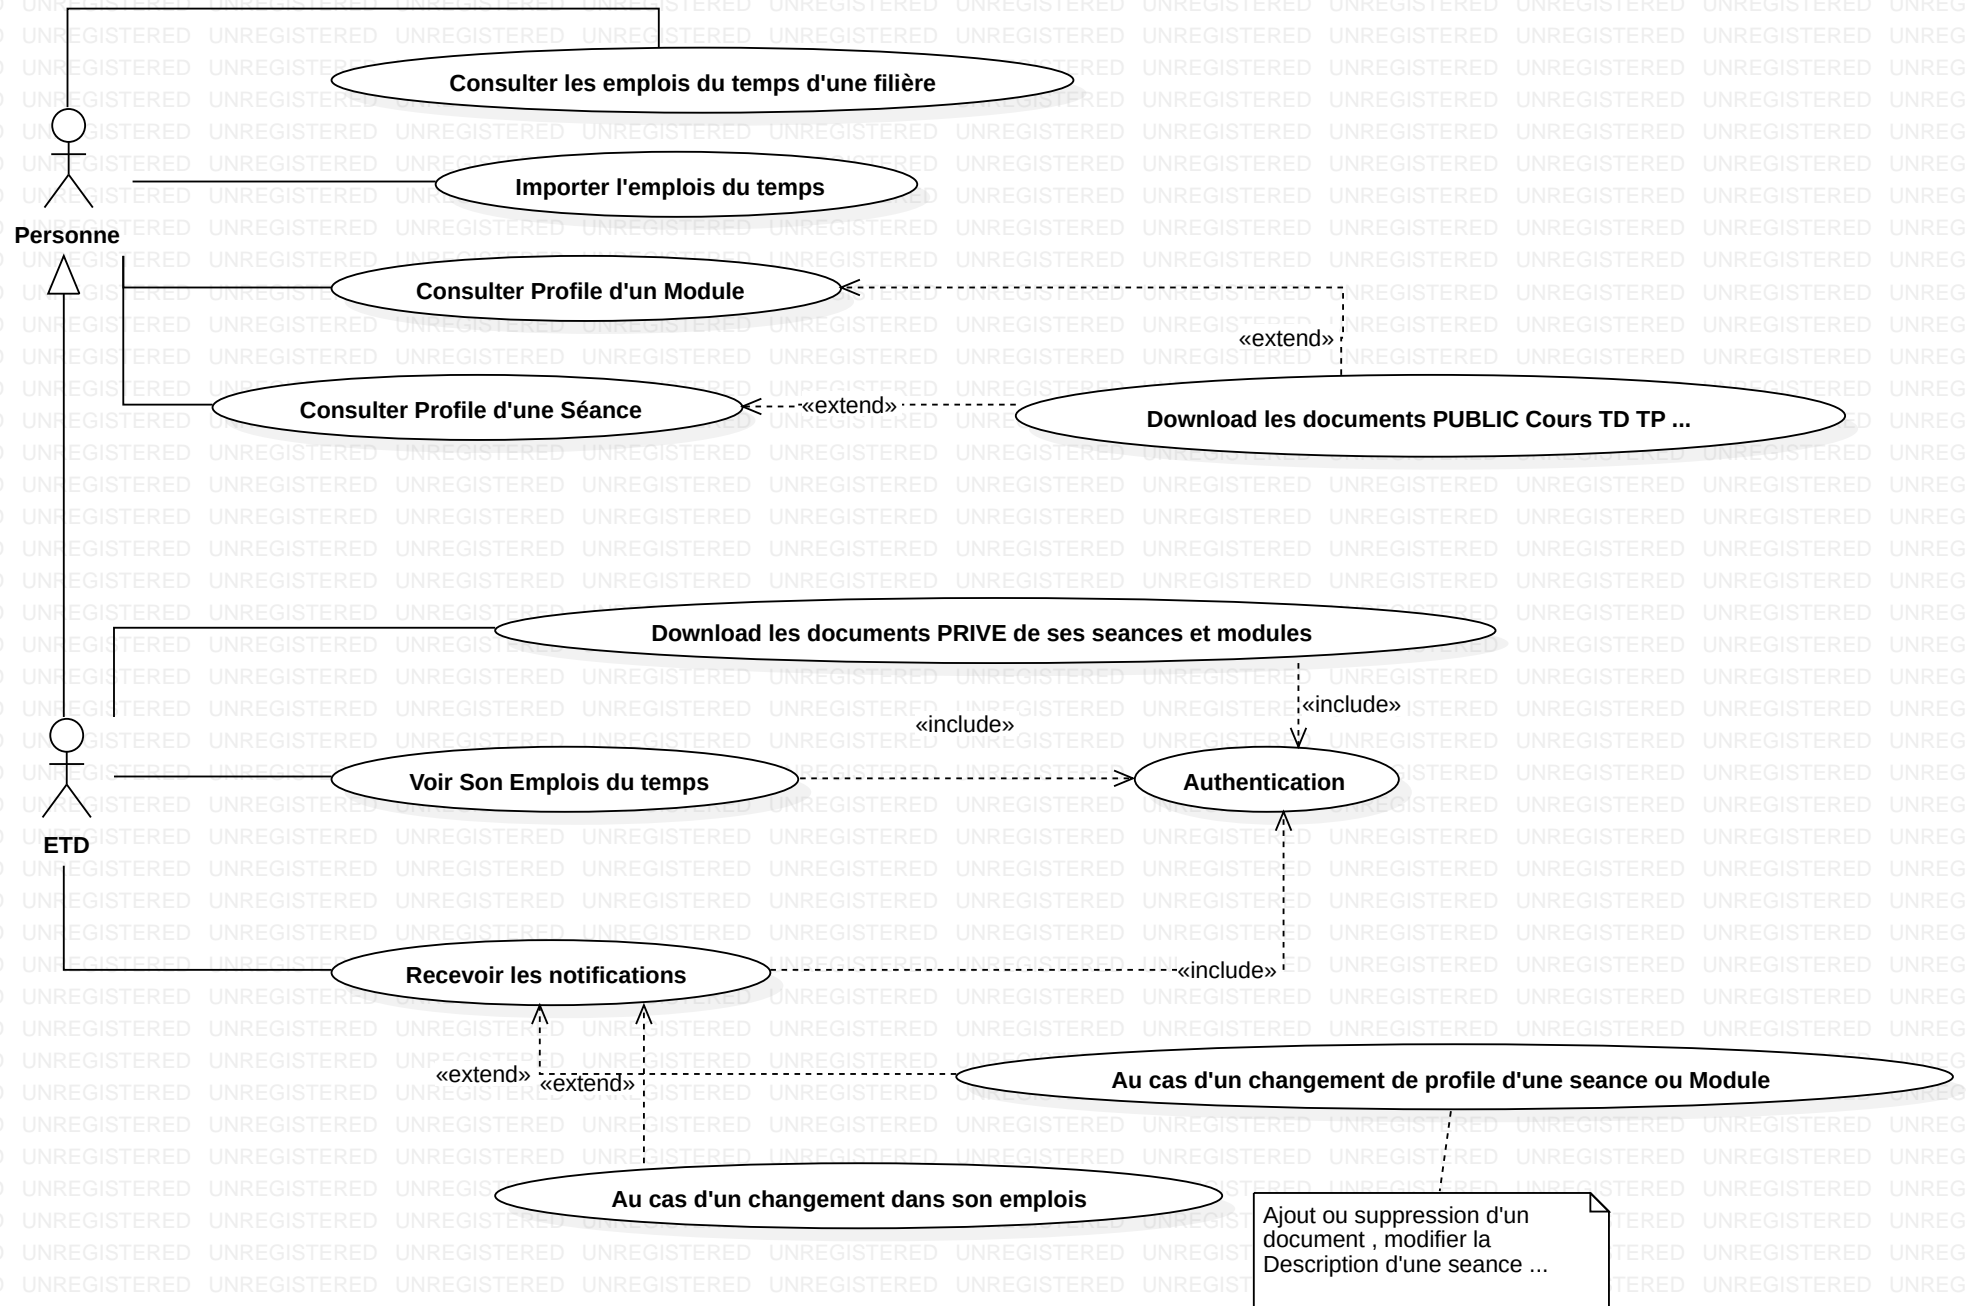 Consulter les emplois du temps d'une filière
Importer l'emplois du temps
Personne
Consulter Profile d'un Module
«extend»
Consulter Profile d'une Séance
«extend»
Download les documents PUBLIC Cours TD TP ...
Download les documents PRIVE de ses seances et modules
«include»
«include»
Voir Son Emplois du temps
Authentication
ETD
Recevoir les notifications
«include»
«extend»
«extend»
Au cas d'un changement de profile d'une seance ou Module
Au cas d'un changement dans son emplois
Ajout ou suppression d'un
document , modifier la
Description d'une seance ...
UNREGISTERED